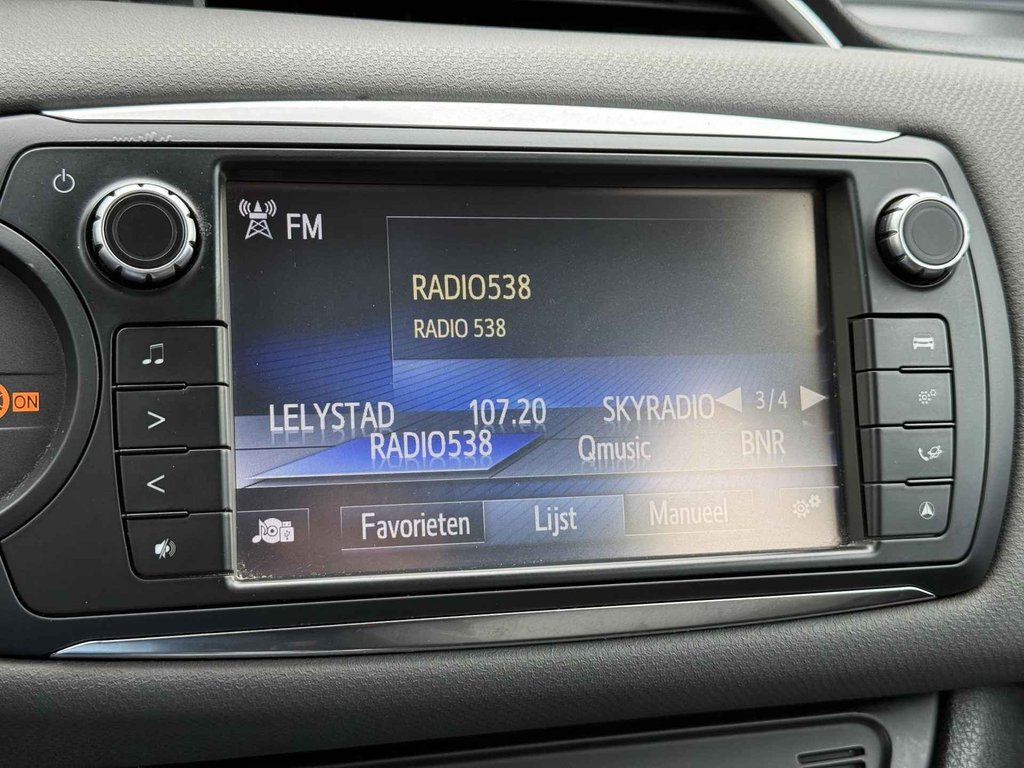 FM
RADIO538
RADIO 538
LELYSTAD 107.20 SKYRADIO 3/4
RADIO538 Qmusic BNR
ON
Favorieten Lijst Manueel